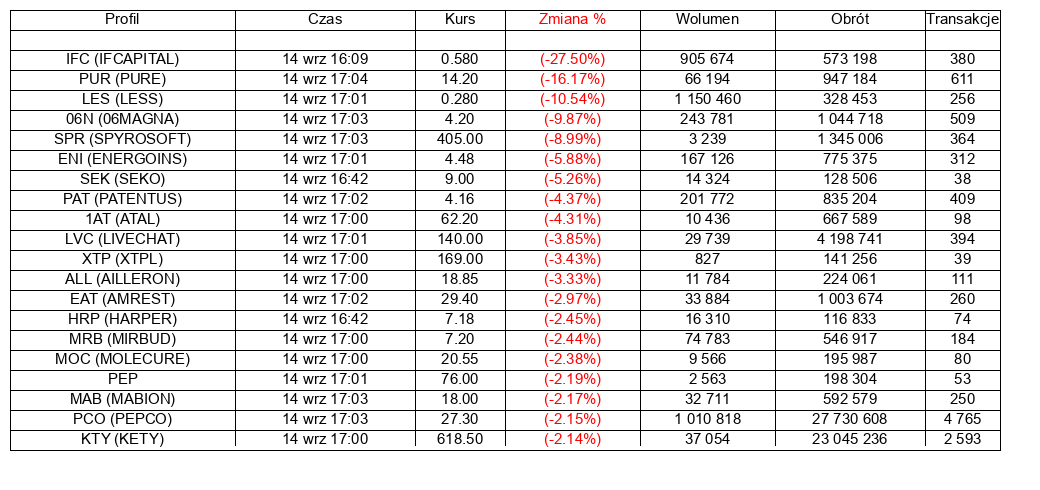 Profil Czas Kurs Zmiana % Wolumen Obrót Transakcje
IFC (IFCAPITAL) 14 wrz 16:09 0.580 (-27.50%) 905 674 573 198 380
PUR (PURE) 14 wrz 17:04 14.20 (-16.17%) 66 194 947 184 611
LES (LESS) 14 wrz 17:01 0.280 (-10.54%) 1 150 460 328 453 256
06N (06MAGNA) 14 wrz 17:03 4.20 (-9.87%) 243 781 1 044 718 509
SPR (SPYROSOFT) 14 wrz 17:03 405.00 (-8.99%) 3 239 1 345 006 364
ENI (ENERGOINS) 14 wrz 17:01 4.48 (-5.88%) 167 126 775 375 312
SEK (SEKO) 14 wrz 16:42 9.00 (-5.26%) 14 324 128 506 38
PAT (PATENTUS) 14 wrz 17:02 4.16 (-4.37%) 201 772 835 204 409
1AT (ATAL) 14 wrz 17:00 62.20 (-4.31%) 10 436 667 589 98
LVC (LIVECHAT) 14 wrz 17:01 140.00 (-3.85%) 29 739 4 198 741 394
XTP (XTPL) 14 wrz 17:00 169.00 (-3.43%) 827 141 256 39
ALL (AILLERON) 14 wrz 17:00 18.85 (-3.33%) 11 784 224 061 111
EAT (AMREST) 14 wrz 17:02 29.40 (-2.97%) 33 884 1 003 674 260
HRP (HARPER) 14 wrz 16:42 7.18 (-2.45%) 16 310 116 833 74
MRB (MIRBUD) 14 wrz 17:00 7.20 (-2.44%) 74 783 546 917 184
MOC (MOLECURE) 14 wrz 17:00 20.55 (-2.38%) 9 566 195 987 80
PEP 14 wrz 17:01 76.00 (-2.19%) 2 563 198 304 53
MAB (MABION) 14 wrz 17:03 18.00 (-2.17%) 32 711 592 579 250
PCO (PEPCO) 14 wrz 17:03 27.30 (-2.15%) 1 010 818 27 730 608 4 765
KTY (KETY) 14 wrz 17:00 618.50 (-2.14%) 37 054 23 045 236 2 593